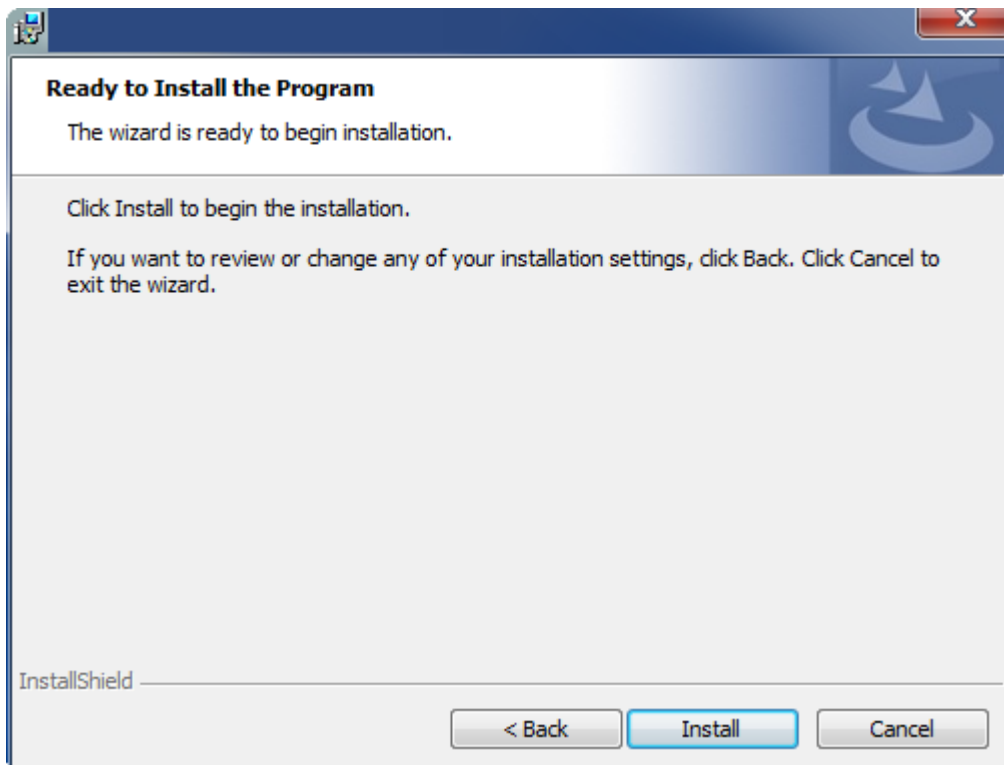 X
Ready to Install the Program
The wizard is ready to begin installation.
Click Install to begin the installation.
If you want to review or change any of your installation settings, click Back. Click Cancel to
exit the wizard.
InstallShield
< Back Install Cancel